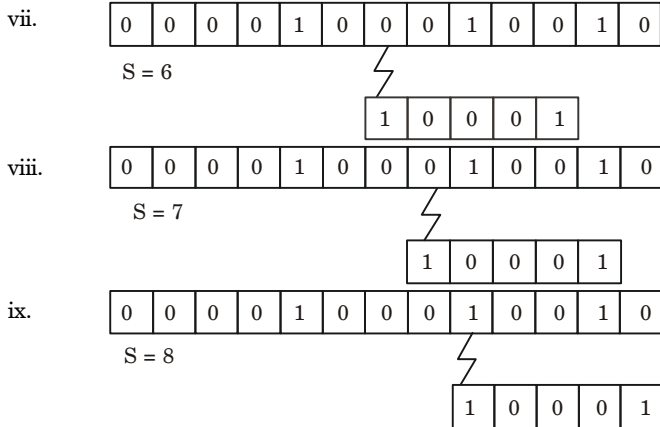 vii. 0 0 0 0 1 0 0 0 1 0 0 1 0
S = 6
1 0 0 0 1
viii. 0 0 0 0 1 0 0 0 1 0 0 1 0
S = 7
1 0 0 0 1
ix. 0 0 0 0 1 0 0 0 1 0 0 1 0
S = 8
1 0 0 0 1